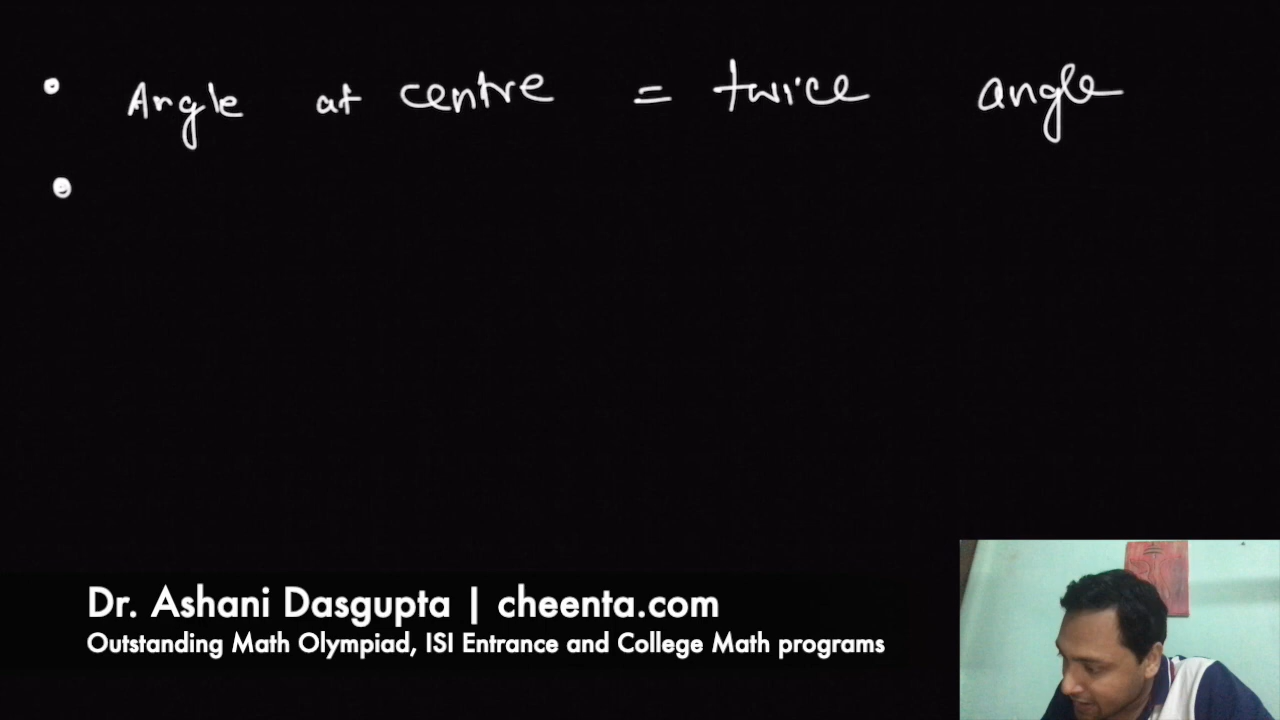 • Angle at centre = twice angle
•
Dr. Ashani Dasgupta | cheenta.com
Outstanding Math Olympiad, ISI Entrance and College Math programs